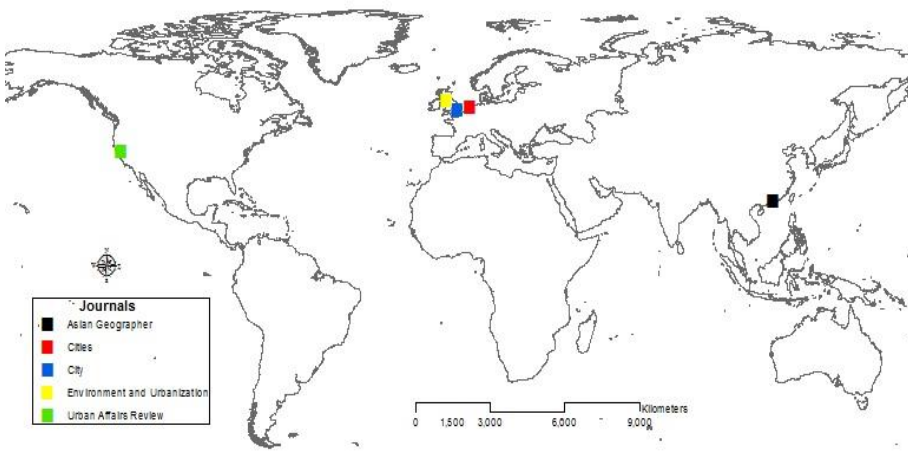 Journals
Asian Geographer
Cities
City
Environment and Urbanization
Urban Affairs Review
Kilometers
0 1,500 3,000 6,000 9,000